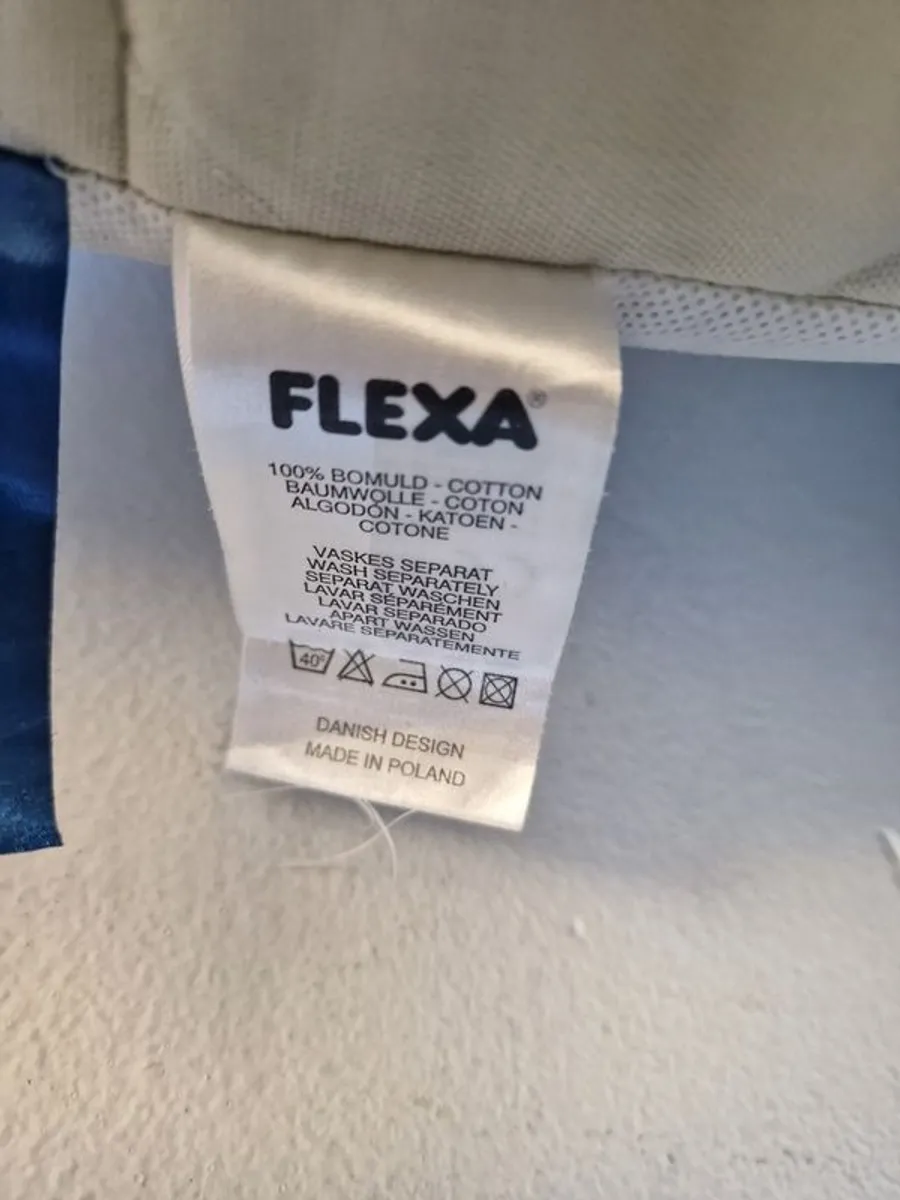 FLEXA®
100% BOMULD - COTTON
BAUMWOLLE - COTON
ALGODÓN - KATOEN -
COTONE
VASKES SEPARAT
WASH SEPARATELY
SEPARAT WASCHEN
LAVAR SÉPARÉMENT
LAVAR SEPARADO
APART WASSEN
LAVARE SEPARATEMENTE
40°
DANISH DESIGN
MADE IN POLAND